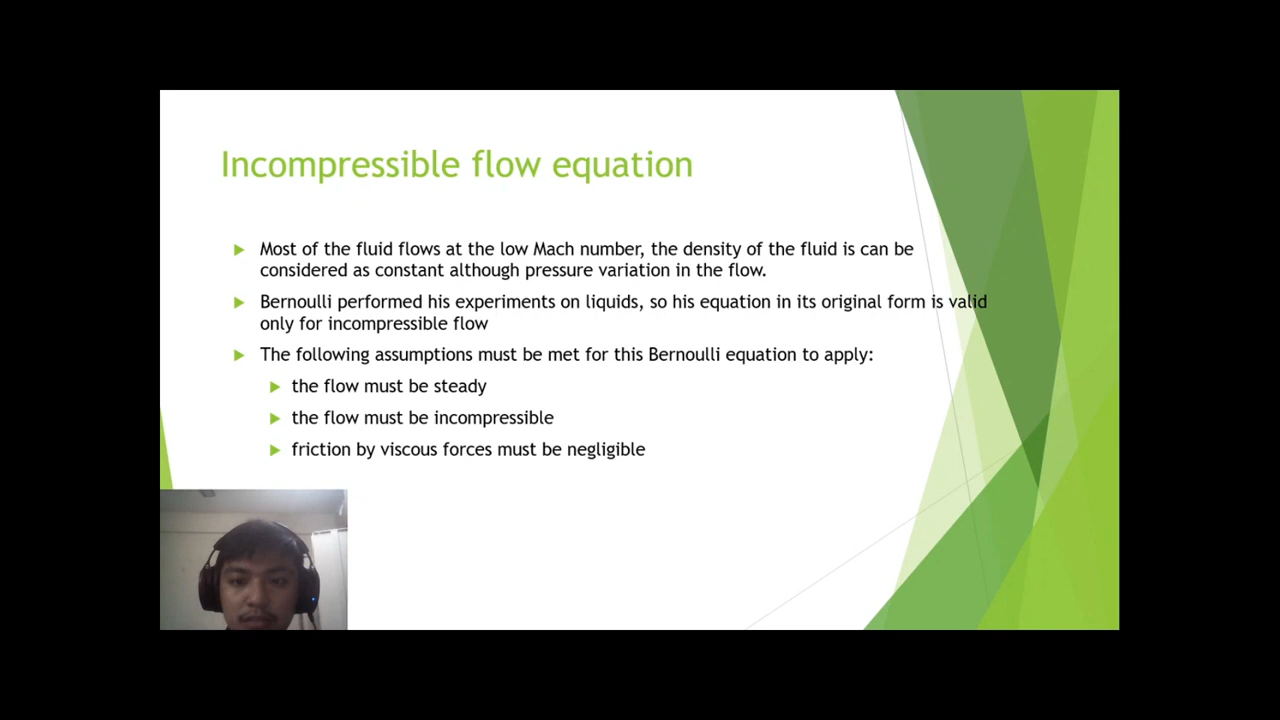 Incompressible flow equation
Most of the fluid flows at the low Mach number, the density of the fluid is can be
considered as constant although pressure variation in the flow.
Bernoulli performed his experiments on liquids, so his equation in its original form is valid
only for incompressible flow
The following assumptions must be met for this Bernoulli equation to apply:
the flow must be steady
the flow must be incompressible
friction by viscous forces must be negligible